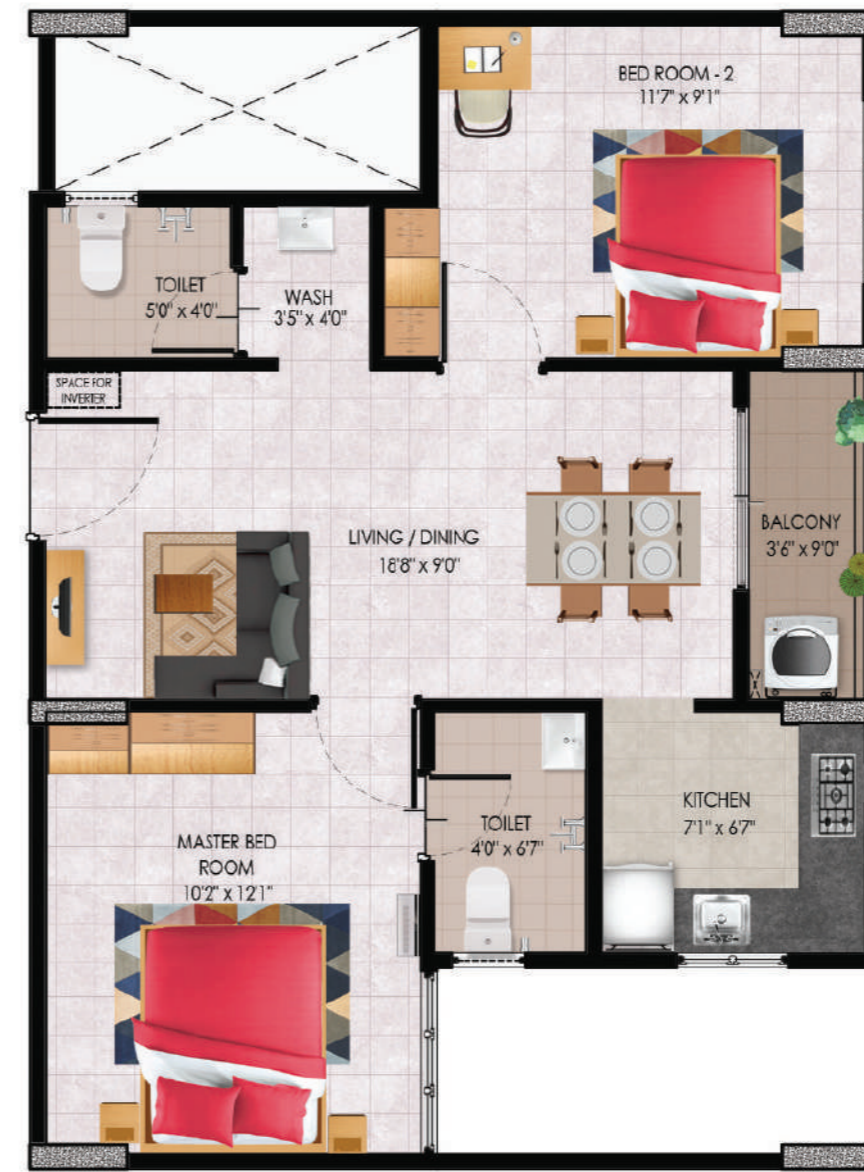 BED ROOM - 2
11'7" x 9'1"
TOILET
5'0" x 4'0"
WASH
3'5" x 4'0"
SPACE FOR
INVERTER
LIVING / DINING
18'8" x 9'0"
BALCONY
3'6" x 9'0"
KITCHEN
7'1" x 6'7"
TOILET
4'0" x 6'7"
MASTER BED
ROOM
10'2" x 12'1"